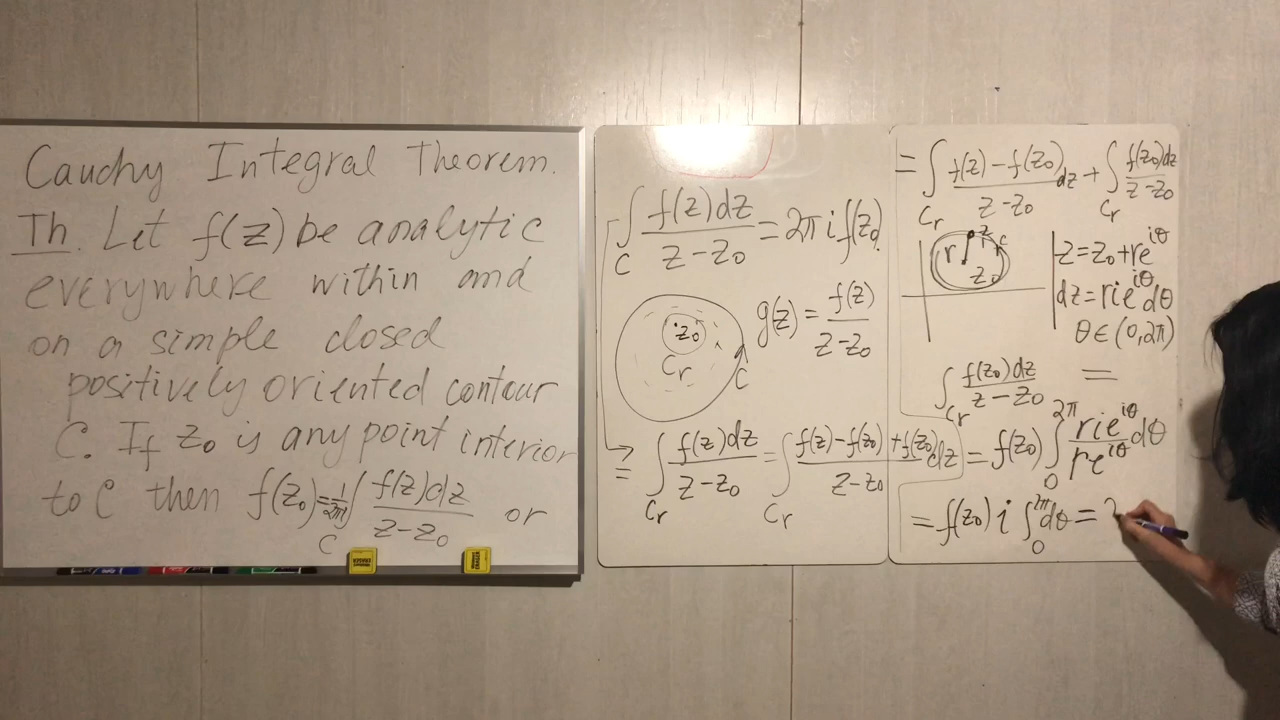 Cauchy Integral Theorem.
Th. Let f(z) be analytic
everywhere within and
on a simple closed
positively oriented contour
C. If z₀ is any point interior
to C then f(z₀) = 1/2πi ∫_C f(z)dz / z-z₀ or
∫_C f(z)dz / z-z₀ = 2πi f(z₀)
z₀
C_r
C
g(z) = f(z) / z-z₀
= ∫_{C_r} f(z)dz / z-z₀ = ∫_{C_r} f(z)-f(z₀)+f(z₀) / z-z₀ dz
= ∫_{C_r} f(z)-f(z₀) / z-z₀ dz + ∫_{C_r} f(z₀)dz / z-z₀
r z z₀ C
z = z₀+re^{iθ}
dz = rie^{iθ}dθ
θ∈(0,2π)
∫_{C_r} f(z₀)dz / z-z₀ =
= f(z₀) ∫_0^{2π} rie^{iθ} / re^{iθ} dθ
= f(z₀) i ∫_0^{2π} dθ = 2